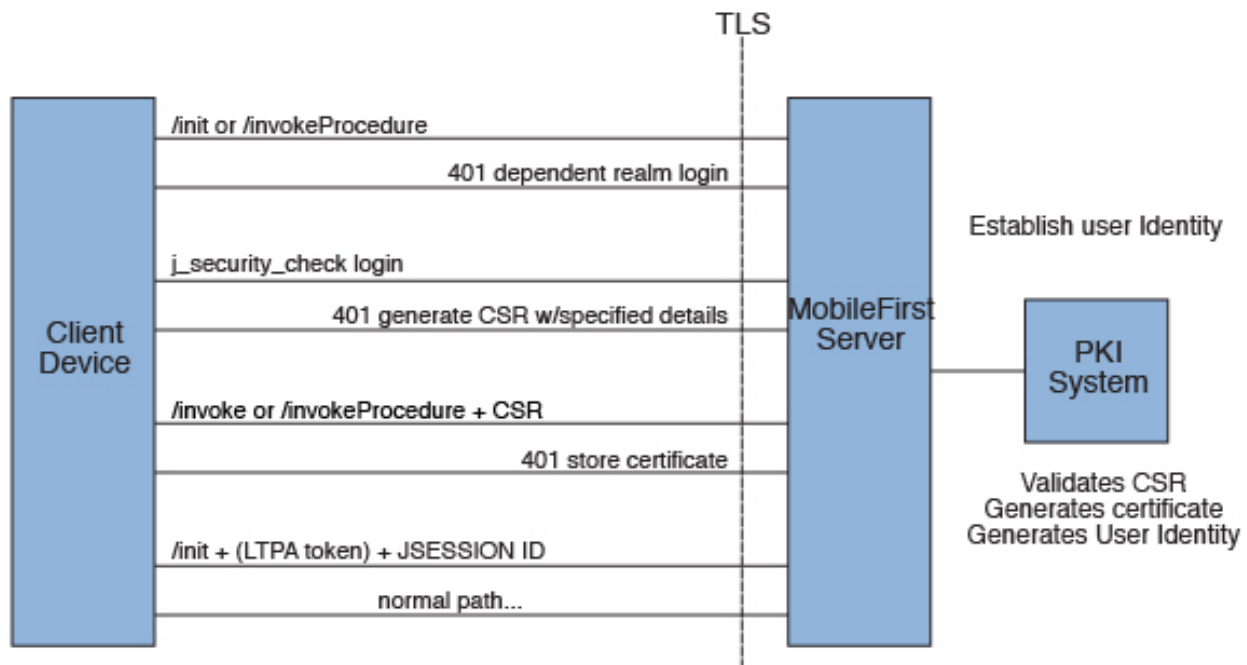 TLS
/init or /invokeProcedure
401 dependent realm login
Establish user Identity
j_security_check login
401 generate CSR w/specified details
Client
Device
MobileFirst
Server
PKI
System
/invoke or /invokeProcedure + CSR
401 store certificate
Validates CSR
Generates certificate
Generates User Identity
/init + (LTPA token) + JSESSION ID
normal path...